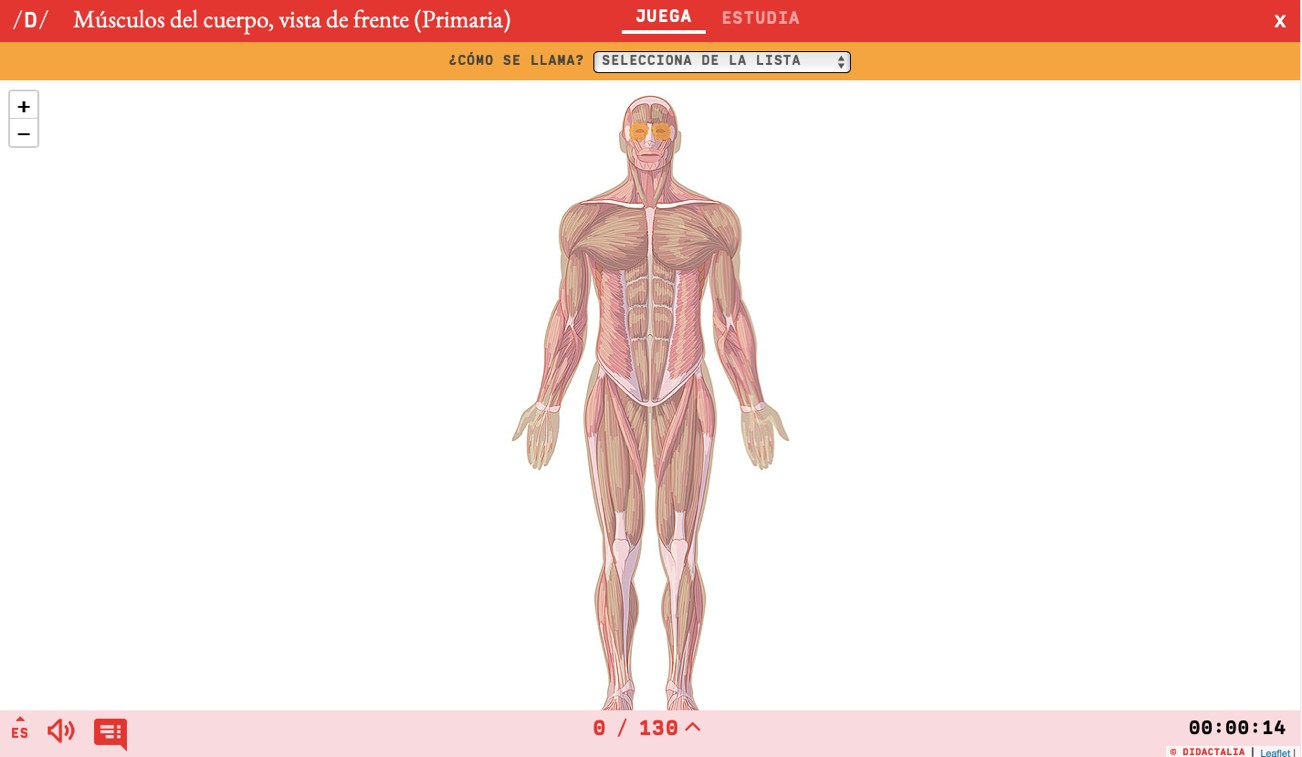 /D/ Músculos del cuerpo, vista de frente (Primaria) JUEGA ESTUDIA X
¿CÓMO SE LLAMA? SELECCIONA DE LA LISTA
+
−
ES 0 / 130 00:00:14
© DIDACTALIA | Leaflet |